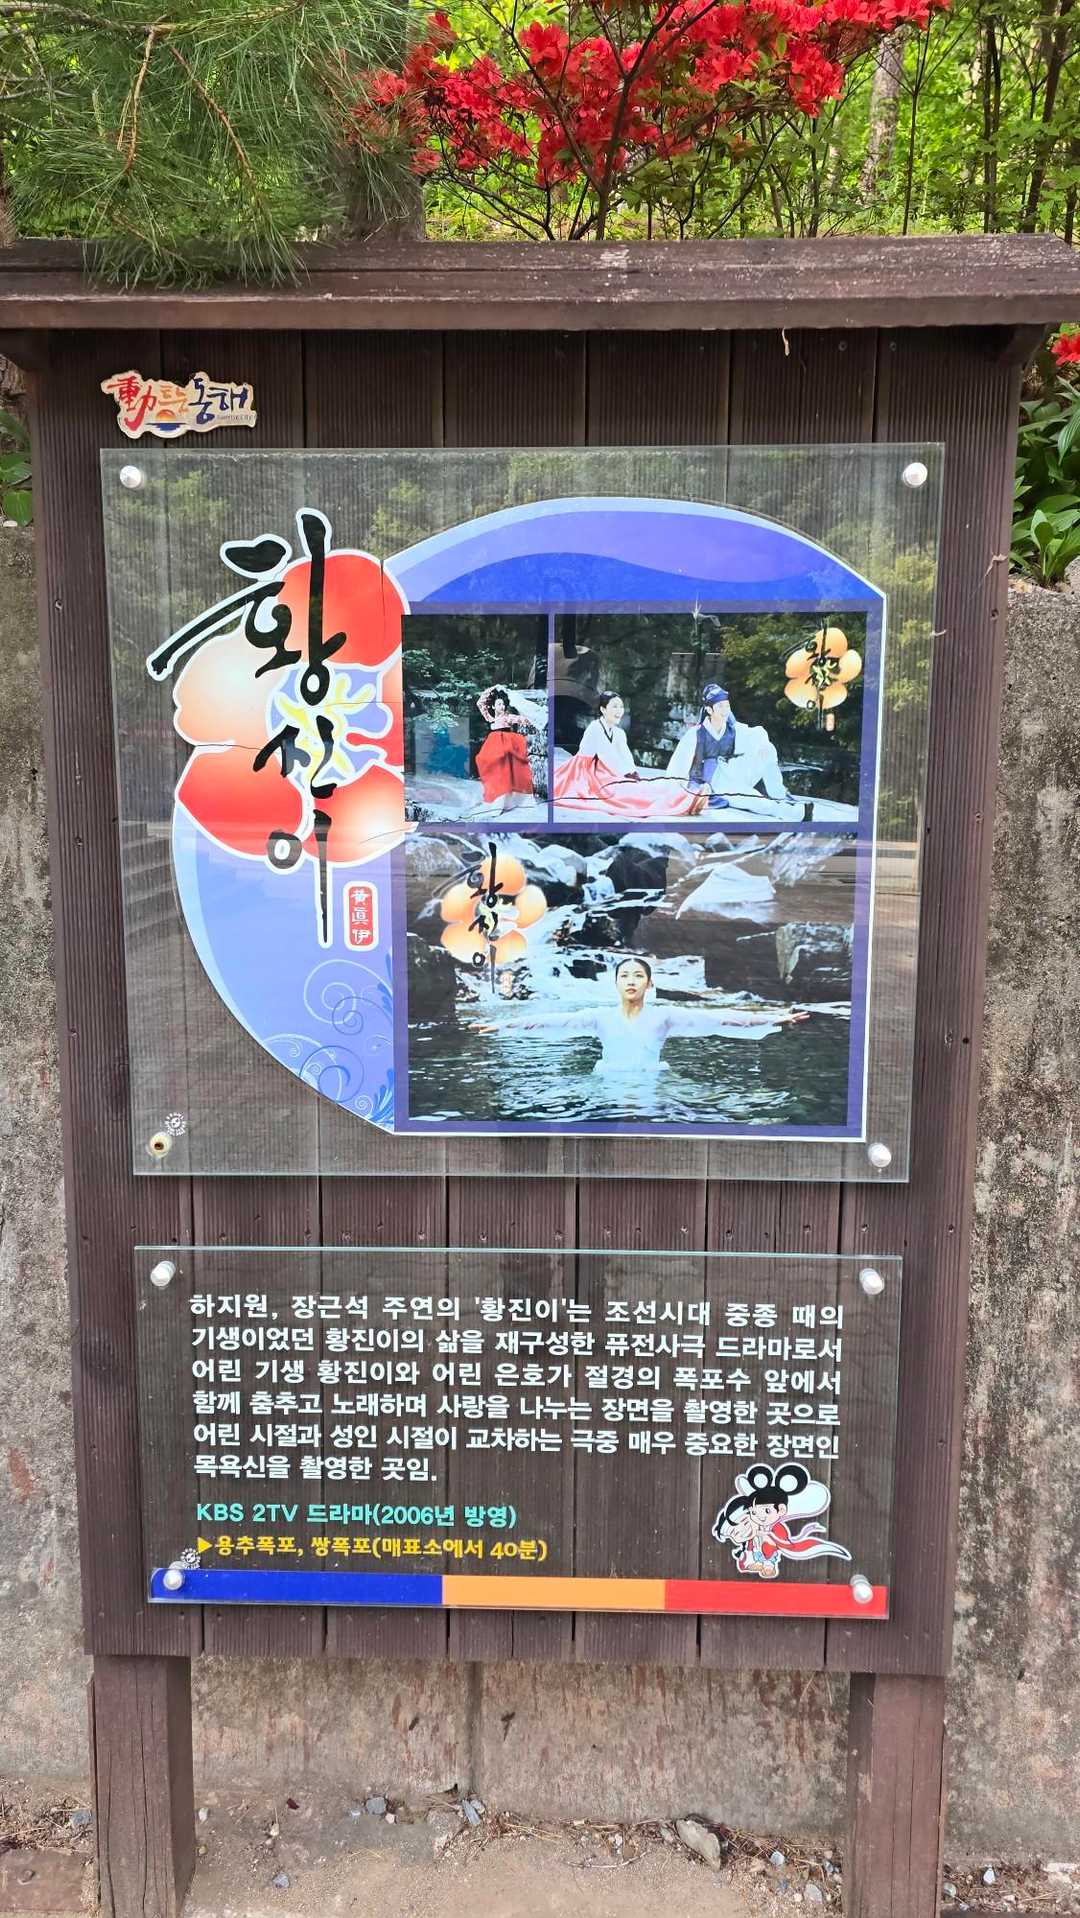 動트는동해
황진이
黃眞伊
황진이
황진이
하지원, 장근석 주연의 '황진이'는 조선시대 중종 때의
기생이었던 황진이의 삶을 재구성한 퓨전사극 드라마로서
어린 기생 황진이와 어린 은호가 절경의 폭포수 앞에서
함께 춤추고 노래하며 사랑을 나누는 장면을 촬영한 곳으로
어린 시절과 성인 시절이 교차하는 극중 매우 중요한 장면인
목욕신을 촬영한 곳임.
KBS 2TV 드라마(2006년 방영)
▶용추폭포, 쌍폭포(매표소에서 40분)